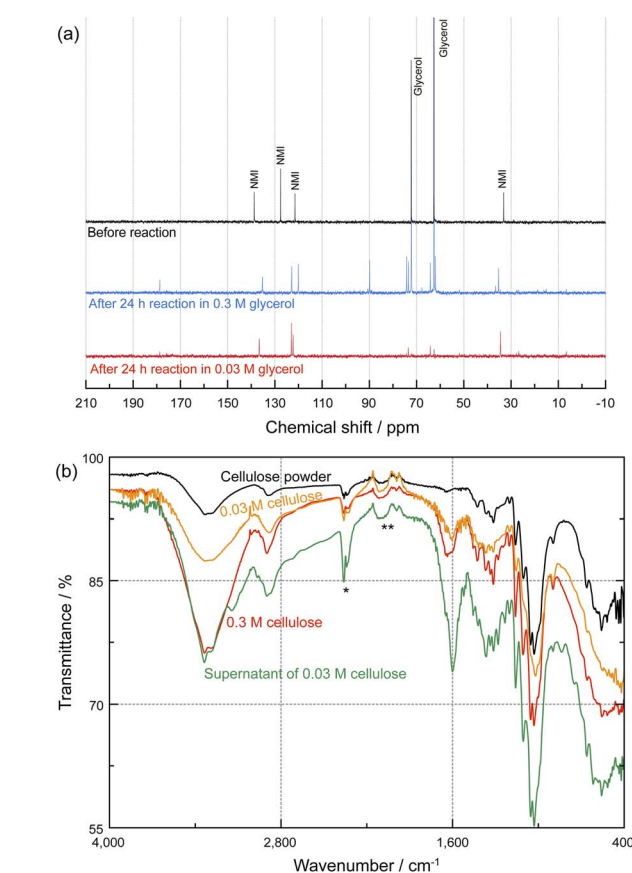 (a)
Glycerol
Glycerol
NMI
NMI
NMI
NMI
Before reaction
After 24 h reaction in 0.3 M glycerol
After 24 h reaction in 0.03 M glycerol
210 190 170 150 130 110 90 70 50 30 10 -10
Chemical shift / ppm
(b)
100
Cellulose powder
0.03 M cellulose
**
85
*
0.3 M cellulose
Supernatant of 0.03 M cellulose
70
55
Transmittance / %
4,000 2,800 1,600 400
Wavenumber / cm-1